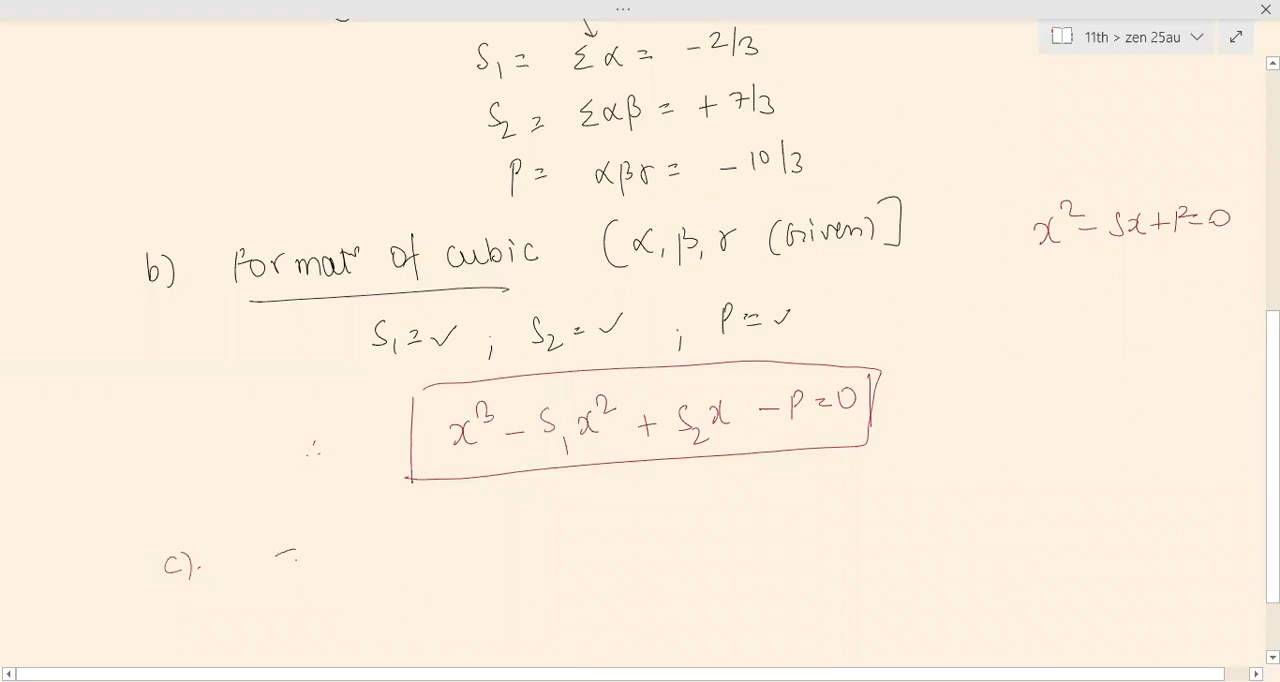 11th > zen 25au
S₁ = Σα = -2/3
S₂ = Σαβ = +7/3
P = αβγ = -10/3
b) Format of cubic (α, β, γ (Given)]
x² - Sx + P = 0
S₁ = ✓ ; S₂ = ✓ ; P = ✓
∴ x³ - S₁x² + S₂x - P = 0
c).